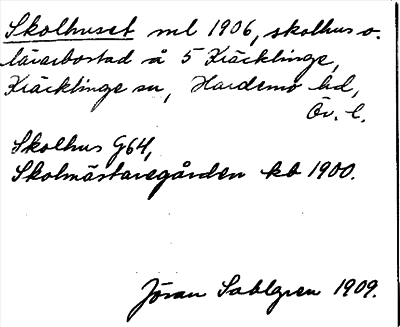 Skolhuset ml 1906, skolhus o.
lärarbostad å 5 Kräcklinge,
Kräcklinge sn, Hardemo hd,
Ör. l.
Skolhus G64,
Skolmästaregården kb 1900.
Jöran Sahlgren 1909.